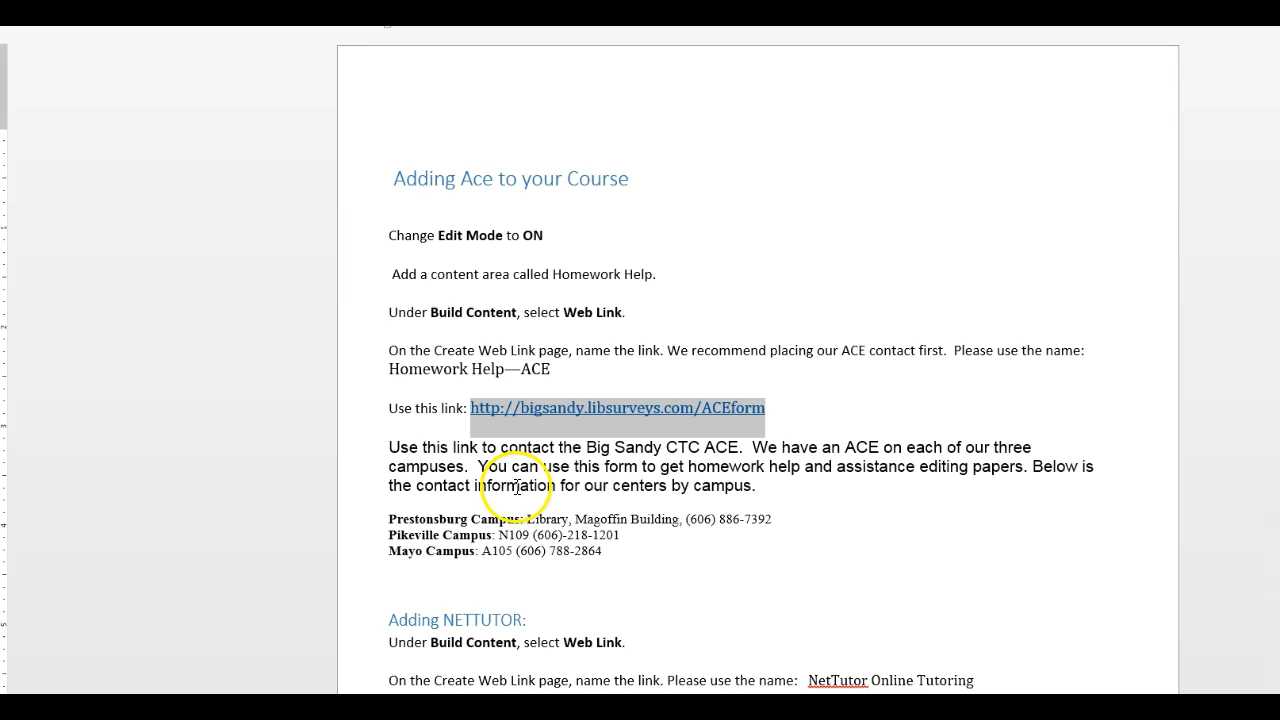 Adding Ace to your Course
Change Edit Mode to ON
Add a content area called Homework Help.
Under Build Content, select Web Link.
On the Create Web Link page, name the link. We recommend placing our ACE contact first.  Please use the name:
Homework Help—ACE
Use this link: http://bigsandy.libsurveys.com/ACEform
Use this link to contact the Big Sandy CTC ACE.  We have an ACE on each of our three
campuses.  You can use this form to get homework help and assistance editing papers. Below is
the contact information for our centers by campus.
Prestonsburg Campus: Library, Magoffin Building, (606) 886-7392
Pikeville Campus: N109 (606)-218-1201
Mayo Campus: A105 (606) 788-2864
Adding NETTUTOR:
Under Build Content, select Web Link.
On the Create Web Link page, name the link. Please use the name:   NetTutor Online Tutoring